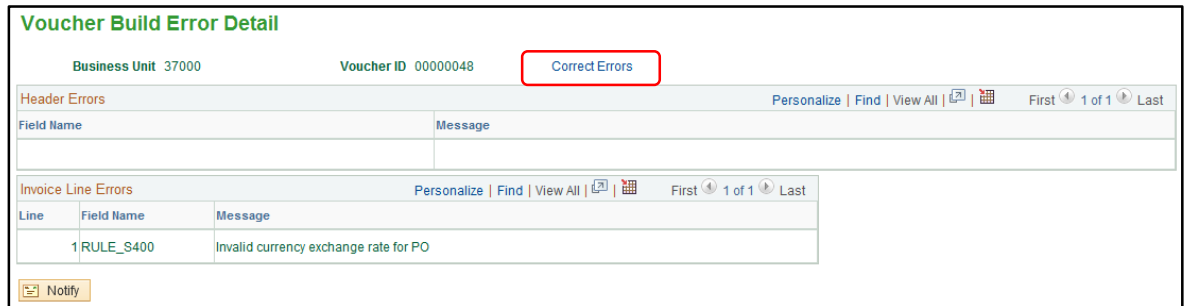 Voucher Build Error Detail
Business Unit 37000 Voucher ID 00000048 Correct Errors
Header Errors Personalize | Find | View All | | First 1 of 1 Last
Field Name Message
Invoice Line Errors Personalize | Find | View All | | First 1 of 1 Last
Line Field Name Message
1 RULE_S400 Invalid currency exchange rate for PO
Notify